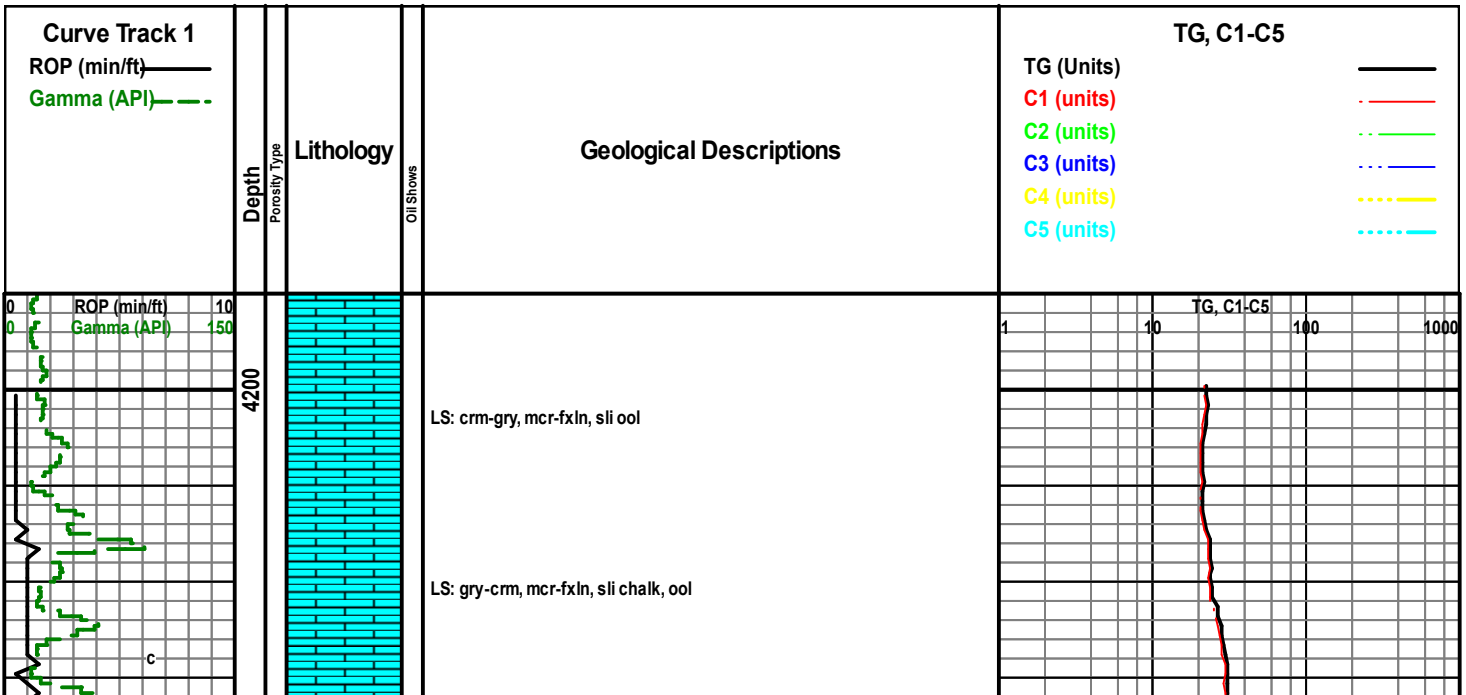 Curve Track 1
ROP (min/ft)
Gamma (API)
Depth
Porosity Type
Lithology
Oil Shows
Geological Descriptions
TG, C1-C5
TG (Units)
C1 (units)
C2 (units)
C3 (units)
C4 (units)
C5 (units)
0 ROP (min/ft) 10
0 Gamma (API) 150
4200
TG, C1-C5
1 10 100 1000
LS: crm-gry, mcr-fxln, sli ool
LS: gry-crm, mcr-fxln, sli chalk, ool
C